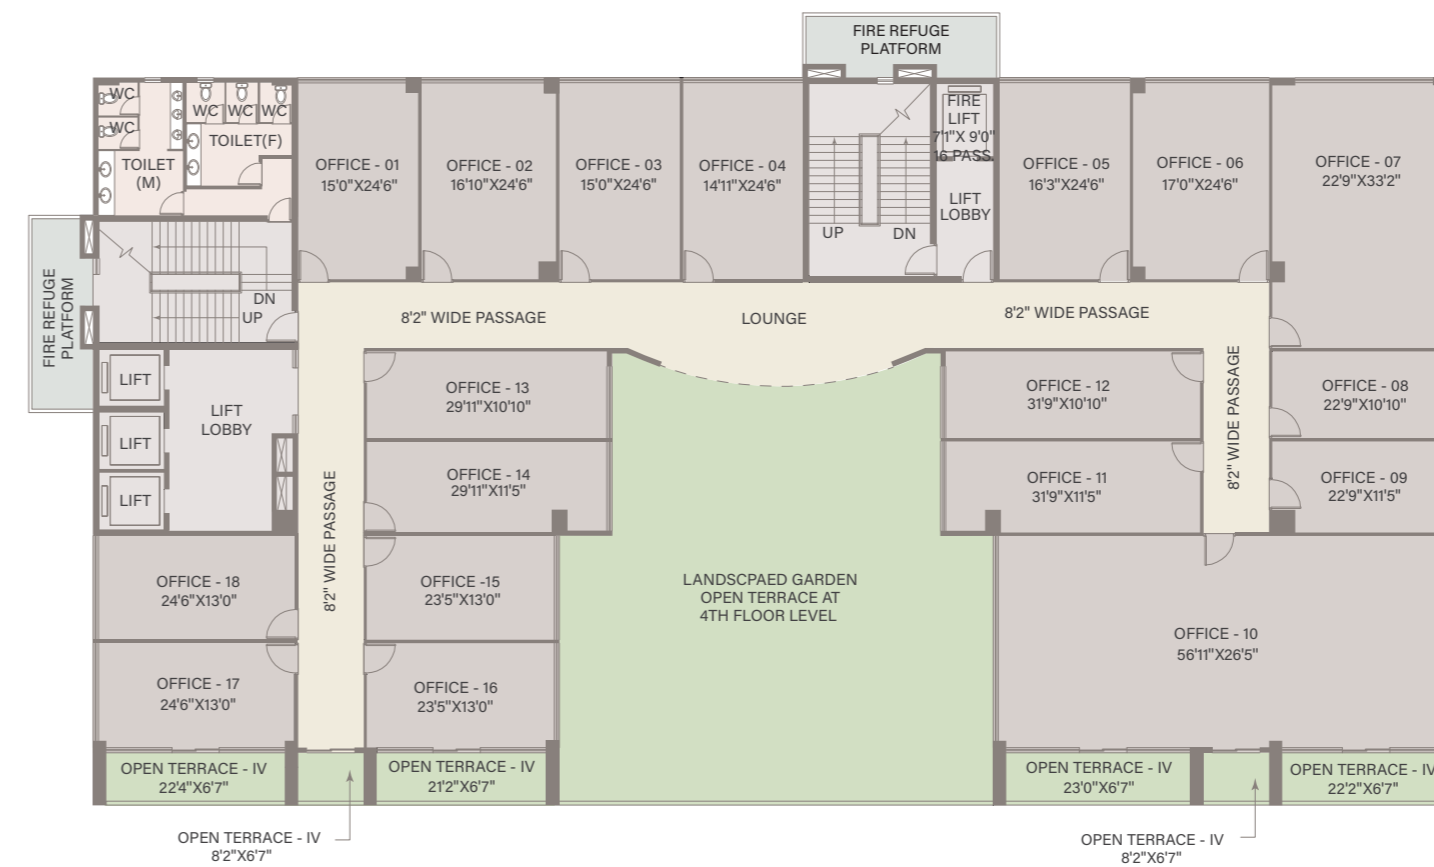 FIRE REFUGE
PLATFORM
WC
WC
WC
WC
WC
TOILET(F)
TOILET
(M)
OFFICE - 01
15'0"X24'6"
OFFICE - 02
16'10"X24'6"
OFFICE - 03
15'0"X24'6"
OFFICE - 04
14'11"X24'6"
UP
DN
FIRE
LIFT
7'1"X 9'0"
16 PASS.
LIFT
LOBBY
OFFICE - 05
16'3"X24'6"
OFFICE - 06
17'0"X24'6"
OFFICE - 07
22'9"X33'2"
FIRE REFUGE
PLATFORM
DN
UP
8'2" WIDE PASSAGE
LOUNGE
8'2" WIDE PASSAGE
LIFT
LIFT
LIFT
LIFT
LOBBY
8'2" WIDE PASSAGE
OFFICE - 13
29'11"X10'10"
OFFICE - 14
29'11"X11'5"
OFFICE - 12
31'9"X10'10"
OFFICE - 11
31'9"X11'5"
8'2" WIDE PASSAGE
OFFICE - 08
22'9"X10'10"
OFFICE - 09
22'9"X11'5"
OFFICE - 18
24'6"X13'0"
OFFICE -15
23'5"X13'0"
LANDSCPAED GARDEN
OPEN TERRACE AT
4TH FLOOR LEVEL
OFFICE - 10
56'11"X26'5"
OFFICE - 17
24'6"X13'0"
OFFICE - 16
23'5"X13'0"
OPEN TERRACE - IV
22'4"X6'7"
OPEN TERRACE - IV
21'2"X6'7"
OPEN TERRACE - IV
23'0"X6'7"
OPEN TERRACE - IV
22'2"X6'7"
OPEN TERRACE - IV
8'2"X6'7"
OPEN TERRACE - IV
8'2"X6'7"